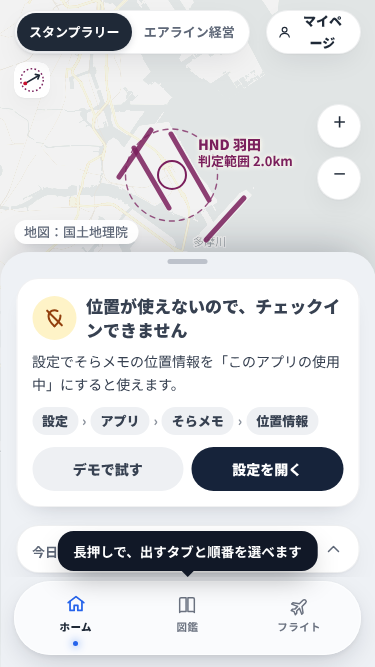 スタンプラリー
エアライン経営
マイペ
ージ
HND 羽田
判定範囲 2.0km
多摩川
地図：国土地理院
位置が使えないので、チェックイ
ンできません
設定でそらメモの位置情報を「このアプリの使用
中」にすると使えます。
設定 › アプリ › そらメモ › 位置情報
デモで試す
設定を開く
今日
長押しで、出すタブと順番を選べます
ホーム
図鑑
フライト